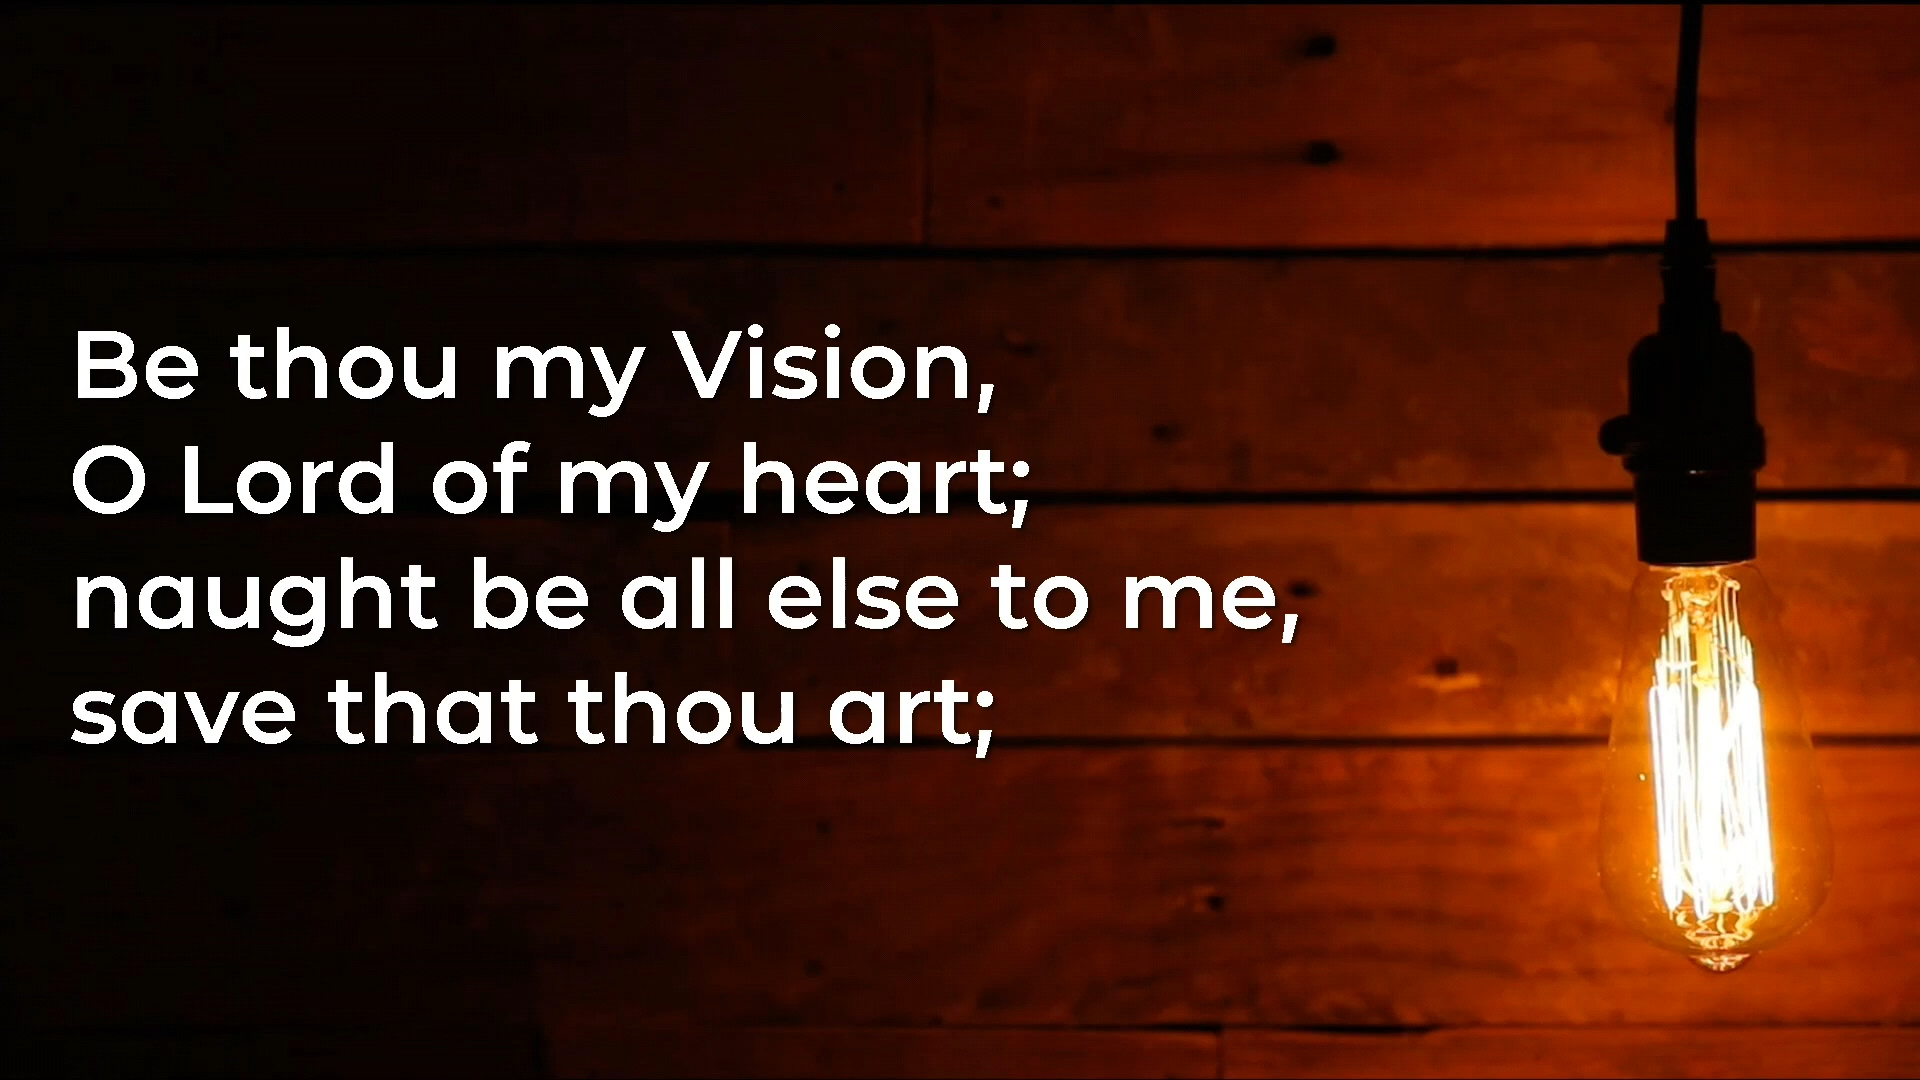 Be thou my Vision,
O Lord of my heart;
naught be all else to me,
save that thou art;